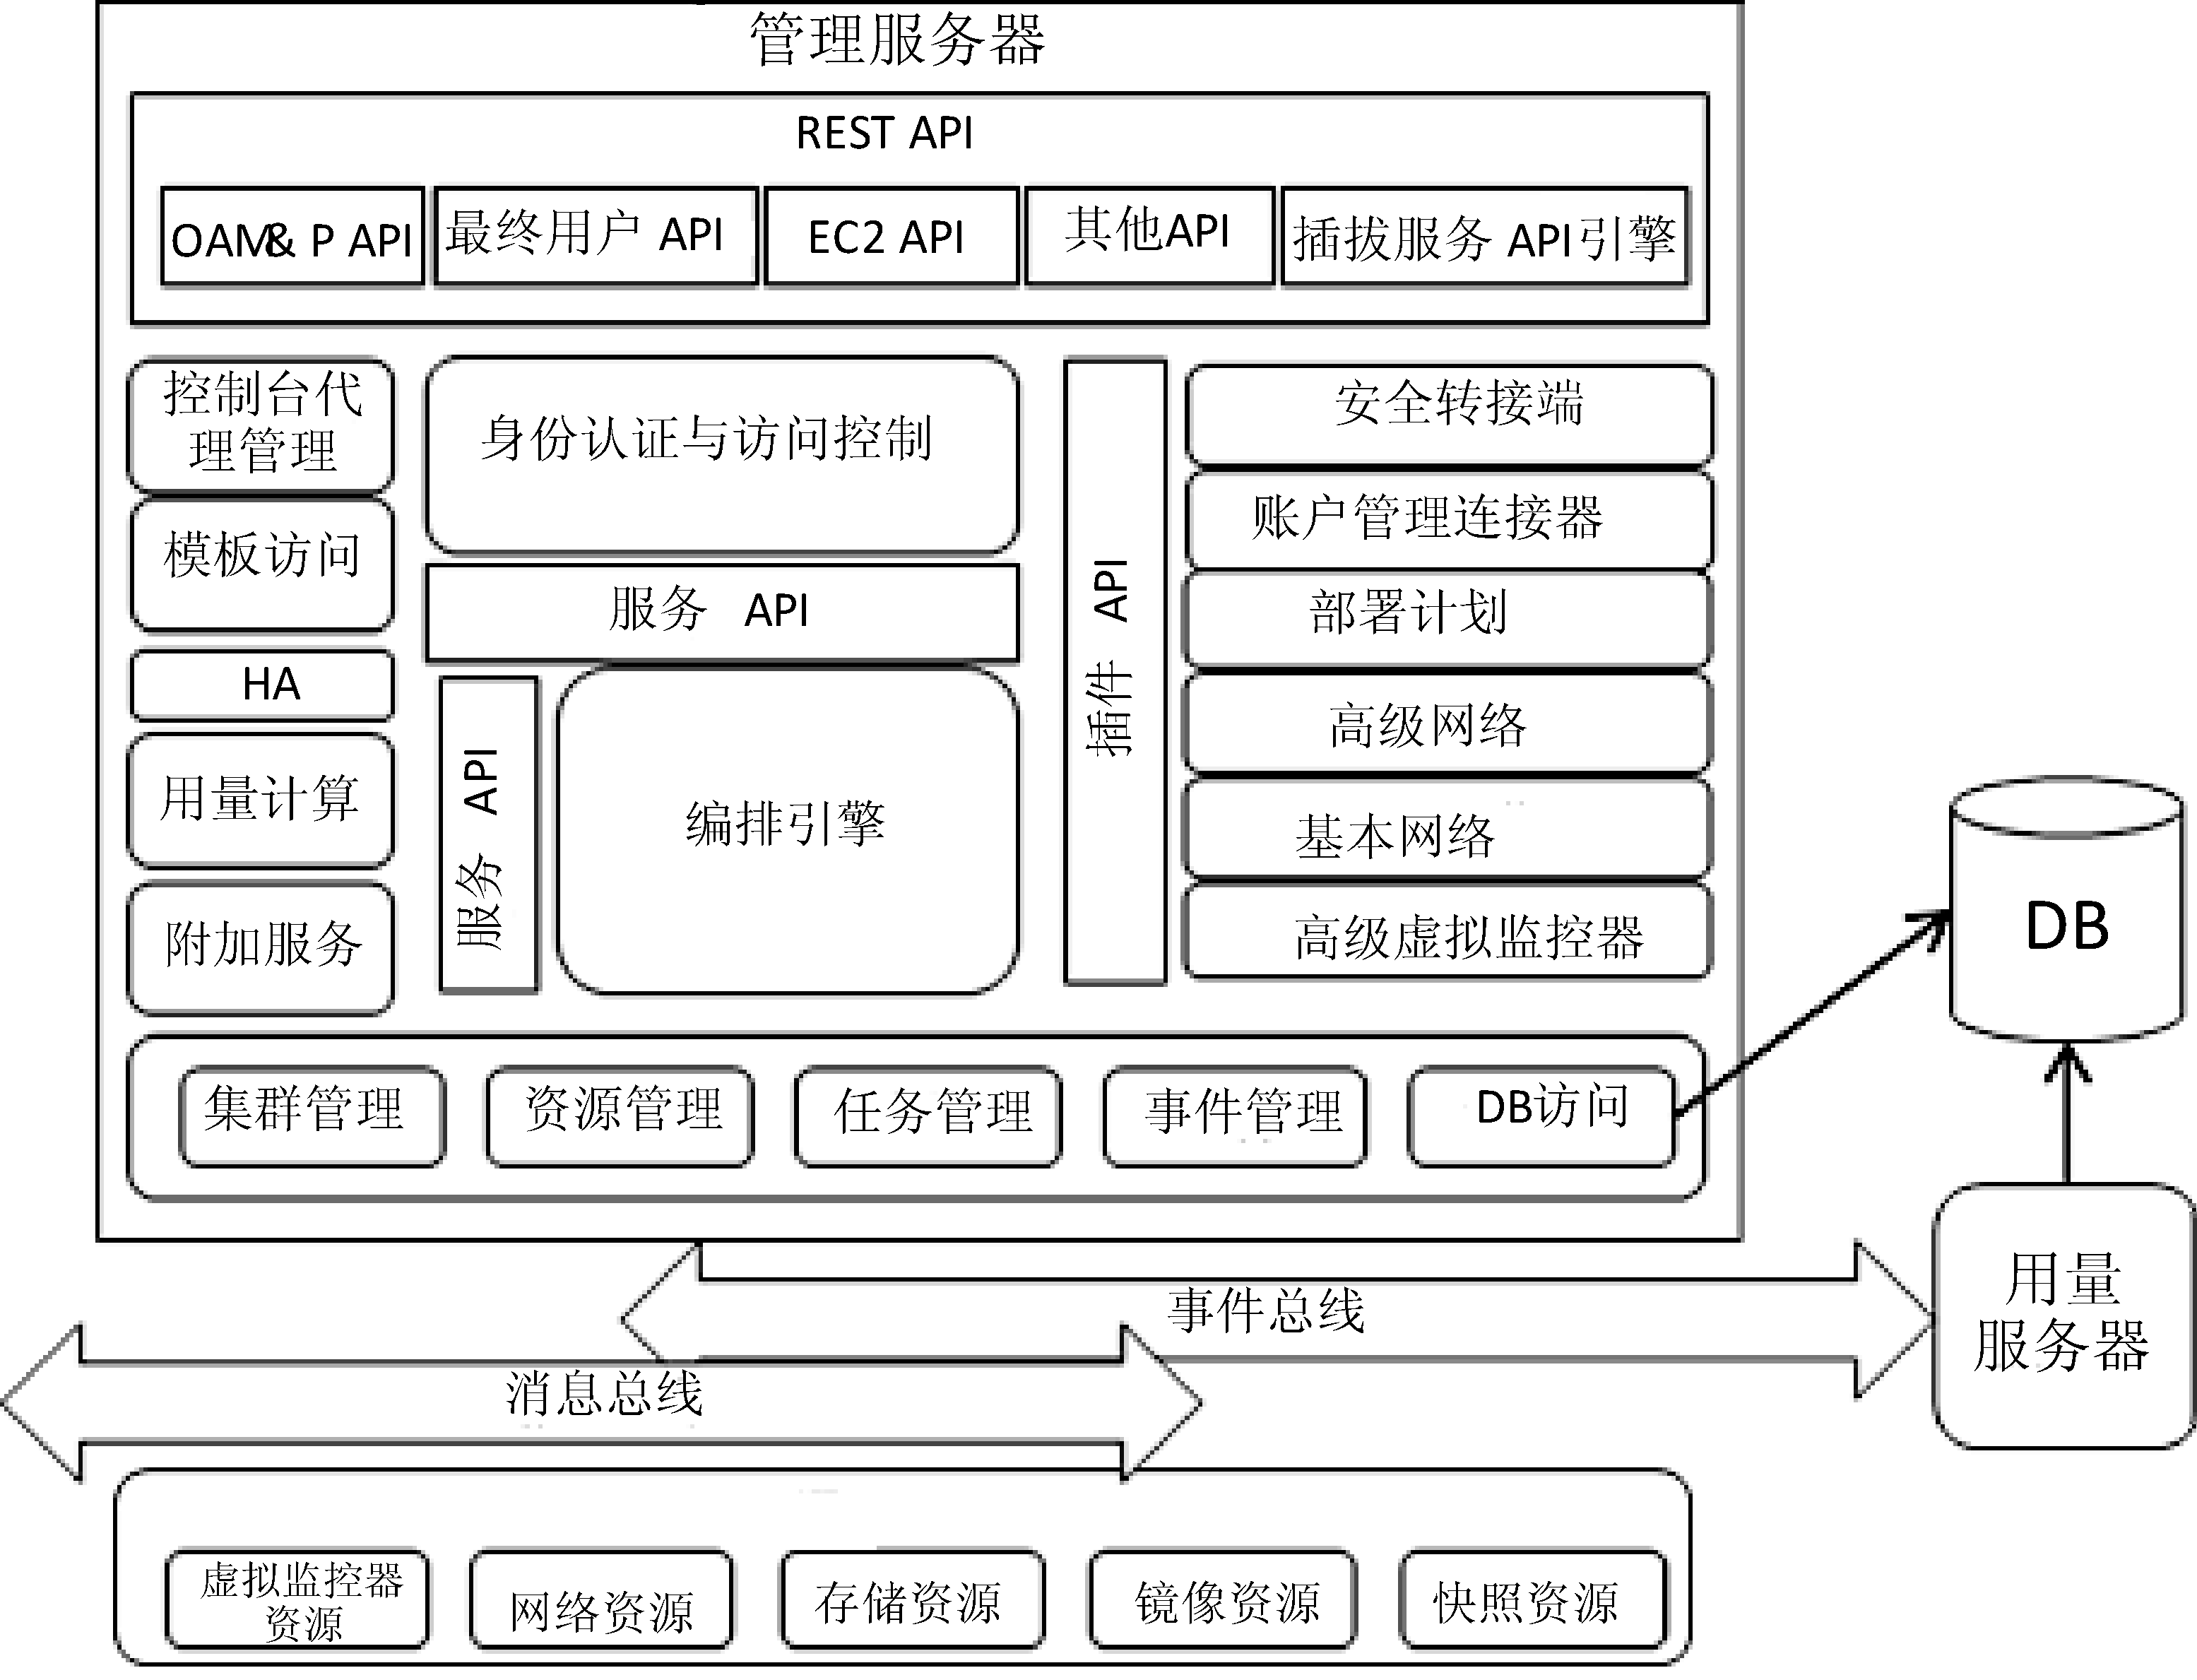 管理服务器
REST API
OAM& P API
最终用户 API
EC2 API
其他API
插拔服务 API引擎
控制台代
理管理
模板访问
HA
用量计算
附加服务
身份认证与访问控制
服务 API
服务 API
编排引擎
插件 API
安全转接端
账户管理连接器
部署计划
高级网络
基本网络
高级虚拟监控器
集群管理
资源管理
任务管理
事件管理
DB访问
DB
用量
服务器
事件总线
消息总线
虚拟监控器
资源
网络资源
存储资源
镜像资源
快照资源